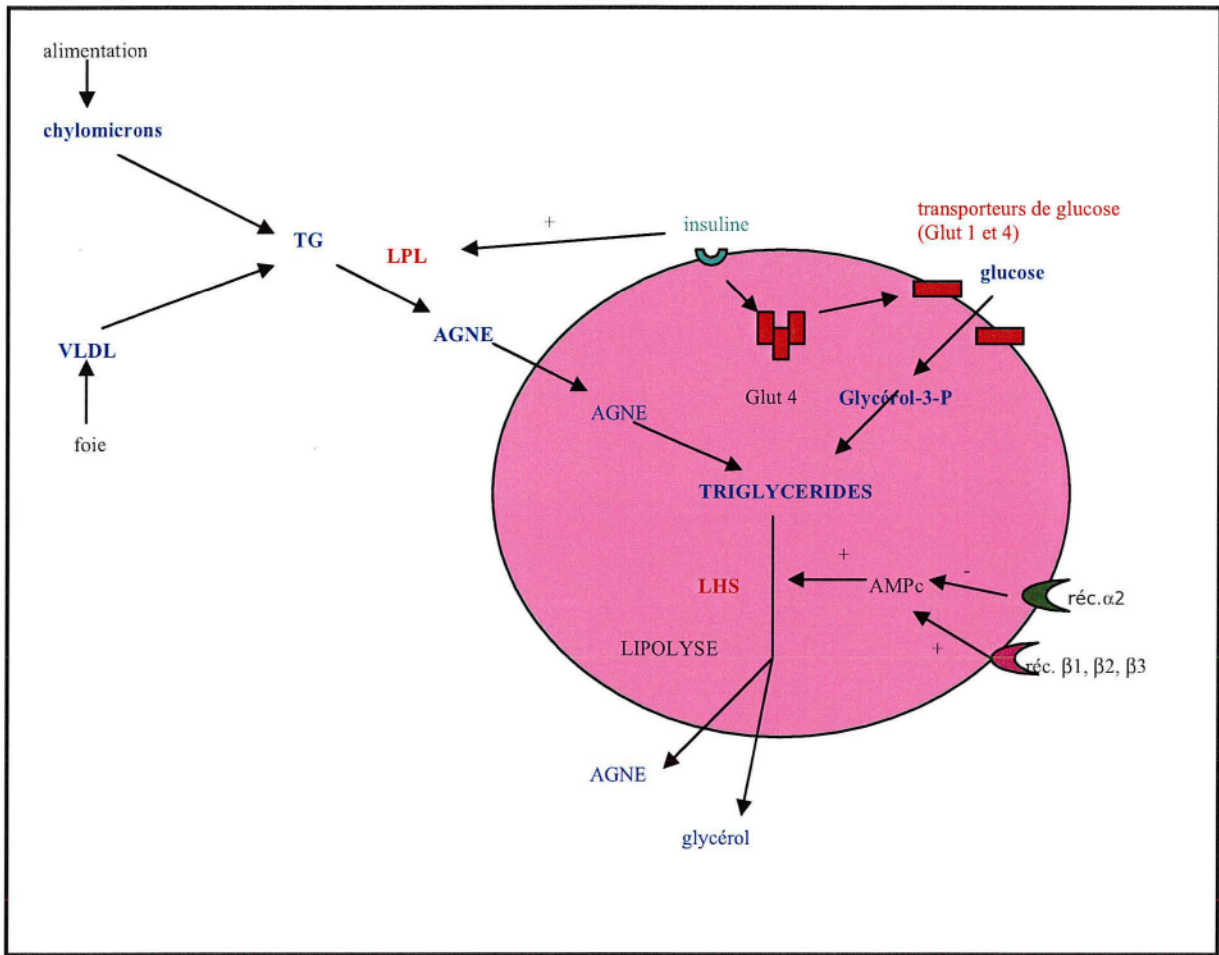 alimentation
chylomicrons
transporteurs de glucose
(Glut 1 et 4)
insuline
+
TG
LPL
glucose
AGNE
VLDL
Glut 4
Glycérol-3-P
AGNE
foie
TRIGLYCERIDES
+
-
LHS
AMPc
réc.α2
LIPOLYSE
+
réc. β1, β2, β3
AGNE
glycérol